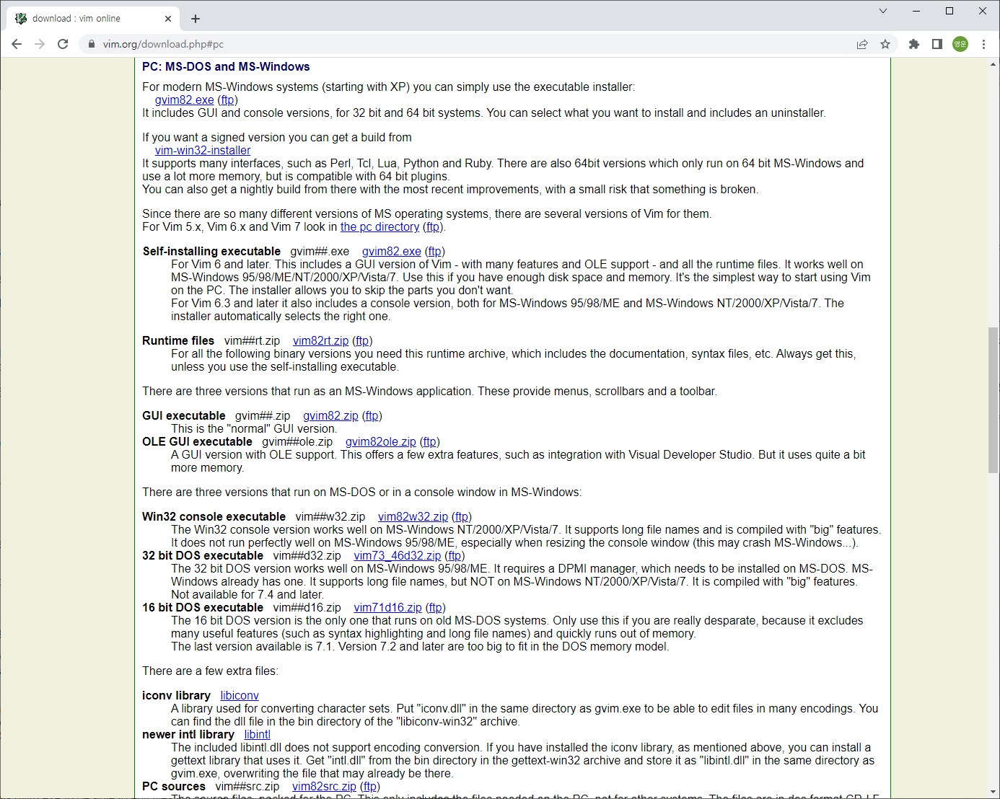 download : vim online
vim.org/download.php#pc
영운
PC: MS-DOS and MS-Windows
For modern MS-Windows systems (starting with XP) you can simply use the executable installer:
gvim82.exe (ftp)
It includes GUI and console versions, for 32 bit and 64 bit systems. You can select what you want to install and includes an uninstaller.
If you want a signed version you can get a build from
vim-win32-installer
It supports many interfaces, such as Perl, Tcl, Lua, Python and Ruby. There are also 64bit versions which only run on 64 bit MS-Windows and
use a lot more memory, but is compatible with 64 bit plugins.
You can also get a nightly build from there with the most recent improvements, with a small risk that something is broken.
Since there are so many different versions of MS operating systems, there are several versions of Vim for them.
For Vim 5.x, Vim 6.x and Vim 7 look in the pc directory (ftp).
Self-installing executable gvim##.exe gvim82.exe (ftp)
For Vim 6 and later. This includes a GUI version of Vim - with many features and OLE support - and all the runtime files. It works well on
MS-Windows 95/98/ME/NT/2000/XP/Vista/7. Use this if you have enough disk space and memory. It's the simplest way to start using Vim
on the PC. The installer allows you to skip the parts you don't want.
For Vim 6.3 and later it also includes a console version, both for MS-Windows 95/98/ME and MS-Windows NT/2000/XP/Vista/7. The
installer automatically selects the right one.
Runtime files vim##rt.zip vim82rt.zip (ftp)
For all the following binary versions you need this runtime archive, which includes the documentation, syntax files, etc. Always get this,
unless you use the self-installing executable.
There are three versions that run as an MS-Windows application. These provide menus, scrollbars and a toolbar.
GUI executable gvim##.zip gvim82.zip (ftp)
This is the "normal" GUI version.
OLE GUI executable gvim##ole.zip gvim82ole.zip (ftp)
A GUI version with OLE support. This offers a few extra features, such as integration with Visual Developer Studio. But it uses quite a bit
more memory.
There are three versions that run on MS-DOS or in a console window in MS-Windows:
Win32 console executable vim##w32.zip vim82w32.zip (ftp)
The Win32 console version works well on MS-Windows NT/2000/XP/Vista/7. It supports long file names and is compiled with "big" features.
It does not run perfectly well on MS-Windows 95/98/ME, especially when resizing the console window (this may crash MS-Windows...).
32 bit DOS executable vim##d32.zip vim73_46d32.zip (ftp)
The 32 bit DOS version works well on MS-Windows 95/98/ME. It requires a DPMI manager, which needs to be installed on MS-DOS. MS-
Windows already has one. It supports long file names, but NOT on MS-Windows NT/2000/XP/Vista/7. It is compiled with "big" features.
Not available for 7.4 and later.
16 bit DOS executable vim##d16.zip vim71d16.zip (ftp)
The 16 bit DOS version is the only one that runs on old MS-DOS systems. Only use this if you are really desparate, because it excludes
many useful features (such as syntax highlighting and long file names) and quickly runs out of memory.
The last version available is 7.1. Version 7.2 and later are too big to fit in the DOS memory model.
There are a few extra files:
iconv library libiconv
A library used for converting character sets. Put "iconv.dll" in the same directory as gvim.exe to be able to edit files in many encodings. You
can find the dll file in the bin directory of the "libiconv-win32" archive.
newer intl library libintl
The included libintl.dll does not support encoding conversion. If you have installed the iconv library, as mentioned above, you can install a
gettext library that uses it. Get "intl.dll" from the bin directory in the gettext-win32 archive and store it as "libintl.dll" in the same directory as
gvim.exe, overwriting the file that may already be there.
PC sources vim##src.zip vim82src.zip (ftp)
The source files, packed for the PC. This only includes the files needed on the PC, not for other systems. The files are in dos format CR-LF